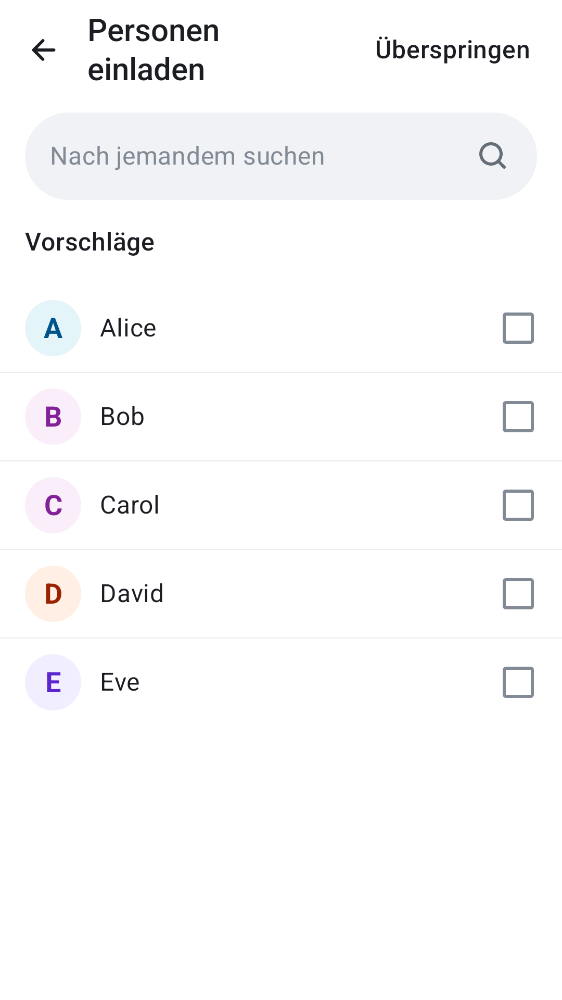 Personen
einladen
Überspringen
Nach jemandem suchen
Vorschläge
A Alice
B Bob
C Carol
D David
E Eve